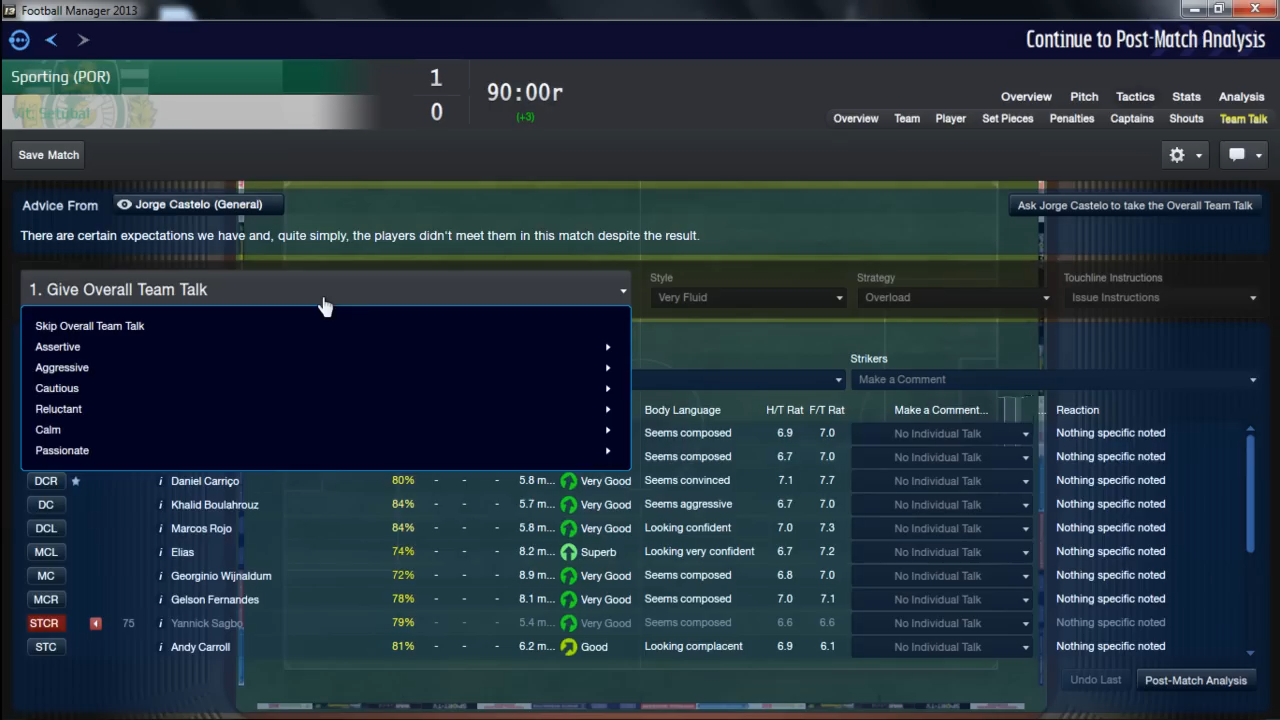 Football Manager 2013
Continue to Post-Match Analysis
Sporting (POR)
1
Vit. Setúbal
0
90:00r
(+3)
Overview Pitch Tactics Stats Analysis
Overview Team Player Set Pieces Penalties Captains Shouts Team Talk
Save Match
Advice From Jorge Castelo (General)
Ask Jorge Castelo to take the Overall Team Talk
There are certain expectations we have and, quite simply, the players didn't meet them in this match despite the result.
1. Give Overall Team Talk
Style
Very Fluid
Strategy
Overload
Touchline Instructions
Issue Instructions
Skip Overall Team Talk
Assertive
Aggressive
Cautious
Reluctant
Calm
Passionate
Strikers
Make a Comment
Body Language H/T Rat F/T Rat Make a Comment... Reaction
Seems composed 6.9 7.0 No Individual Talk Nothing specific noted
Seems composed 6.7 7.0 No Individual Talk Nothing specific noted
DCR i Daniel Carriço 80% - - - 5.8 m... Very Good Seems convinced 7.1 7.7 No Individual Talk Nothing specific noted
DC i Khalid Boulahrouz 84% - - - 5.7 m... Very Good Seems aggressive 7.0 7.0 No Individual Talk Nothing specific noted
DCL i Marcos Rojo 84% - - - 5.8 m... Very Good Looking confident 7.0 7.3 No Individual Talk Nothing specific noted
MCL i Elias 74% - - - 8.2 m... Superb Looking very confident 6.7 7.2 No Individual Talk Nothing specific noted
MC i Georginio Wijnaldum 72% - - - 8.9 m... Very Good Seems composed 6.8 7.0 No Individual Talk Nothing specific noted
MCR i Gelson Fernandes 78% - - - 8.1 m... Very Good Seems composed 7.0 7.1 No Individual Talk Nothing specific noted
STCR 75 i Yannick Sagbo 79% - - - 5.4 m... Very Good Seems composed 6.6 6.6 No Individual Talk Nothing specific noted
STC i Andy Carroll 81% - - - 6.2 m... Good Looking complacent 6.9 6.1 No Individual Talk Nothing specific noted
Undo Last Post-Match Analysis